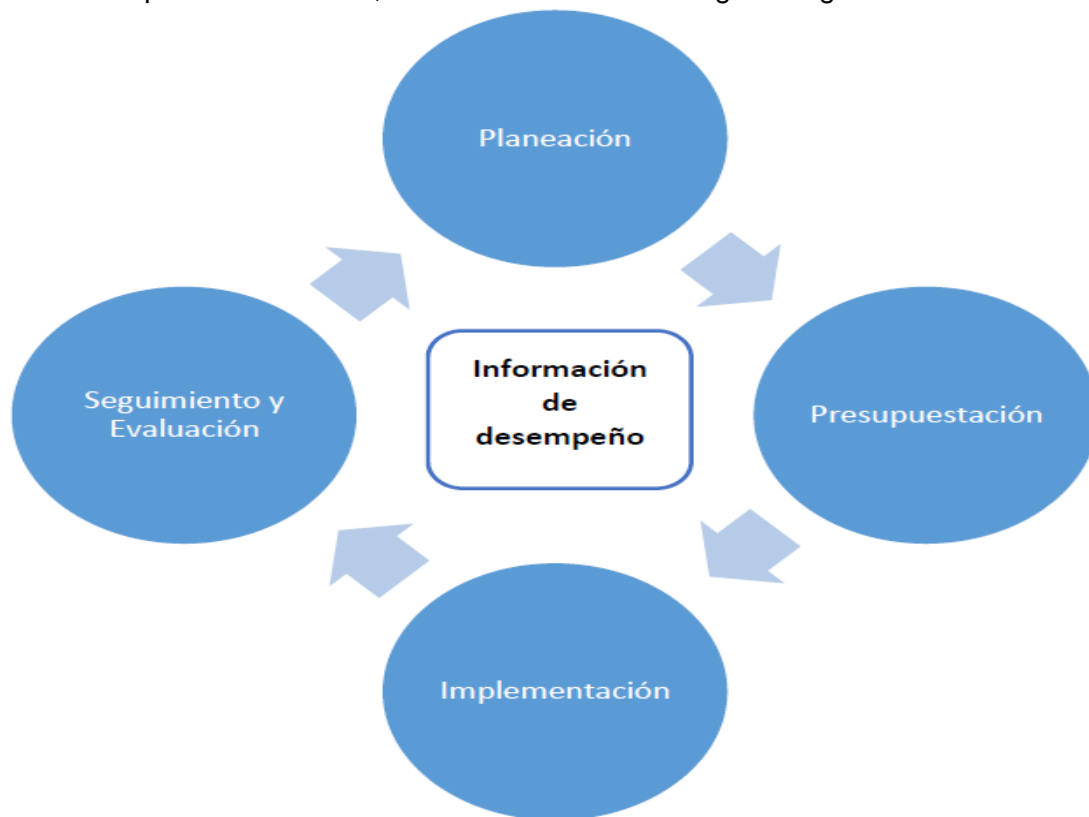 Planeación
Seguimiento y
Evaluación
Información
de
desempeño
Presupuestación
Implementación